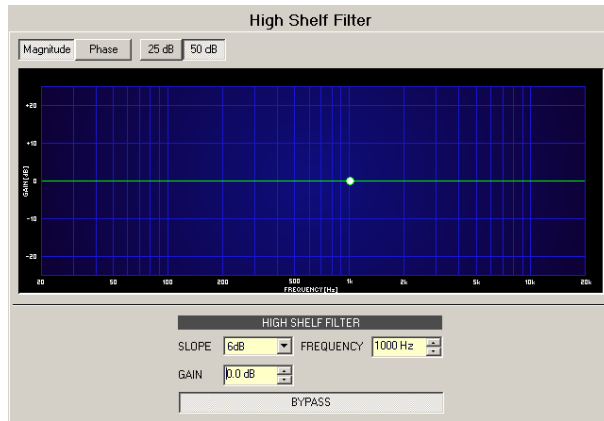 High Shelf Filter
Magnitude Phase 25 dB 50 dB
+20
+10
GAIN[dB]
0
-10
-20
20 50 100 200 500 1k 2k 5k 10k 20k
FREQUENCY[Hz]
HIGH SHELF FILTER
SLOPE 6dB FREQUENCY 1000 Hz
GAIN 0.0 dB
BYPASS